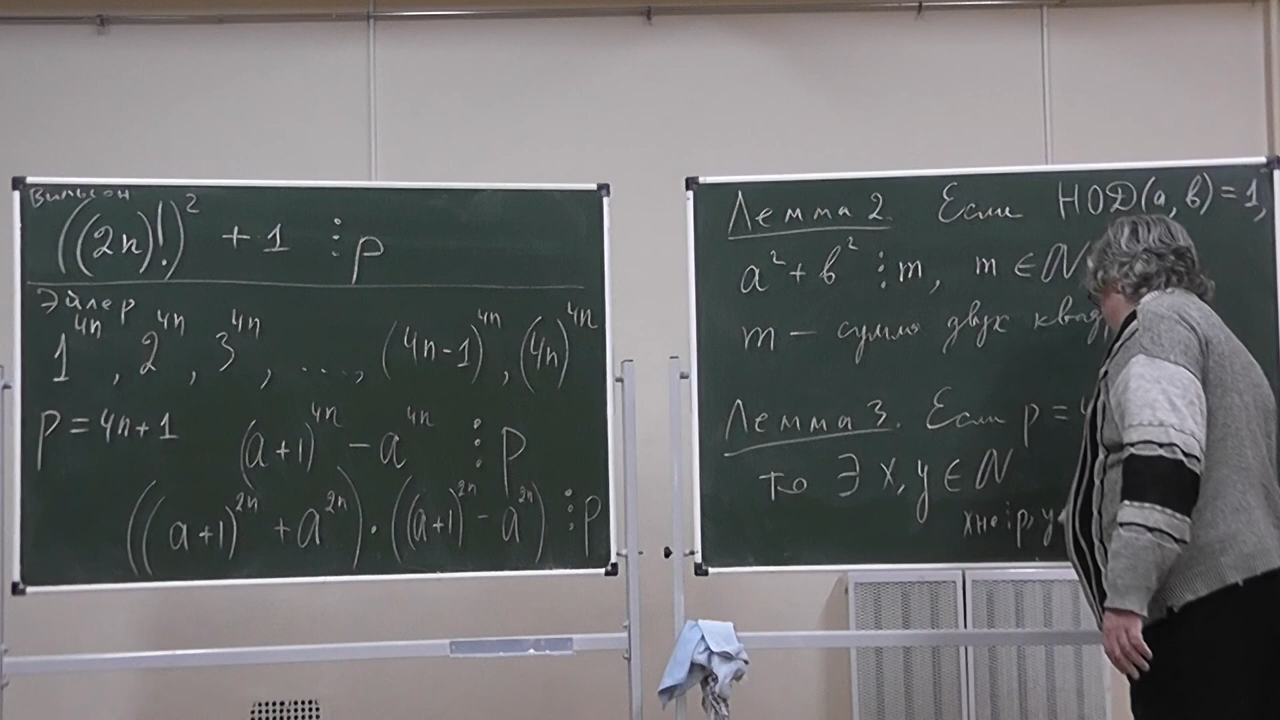 Вильсон
((2n)!)² + 1 ⋮ p
Эйлер
1⁴ⁿ, 2⁴ⁿ, 3⁴ⁿ, ..., (4n-1)⁴ⁿ, (4n)⁴ⁿ
p = 4n+1 (a+1)⁴ⁿ - a⁴ⁿ ⋮ p
((a+1)²ⁿ + a²ⁿ)·((a+1)²ⁿ - a²ⁿ) ⋮ p
Лемма 2. Если НОД(a, b) = 1,
a² + b² ⋮ m, m ∈ N
m – сумма двух
Лемма 3. Если p =
то ∃ x, y ∈ N
x не ⋮ p, y